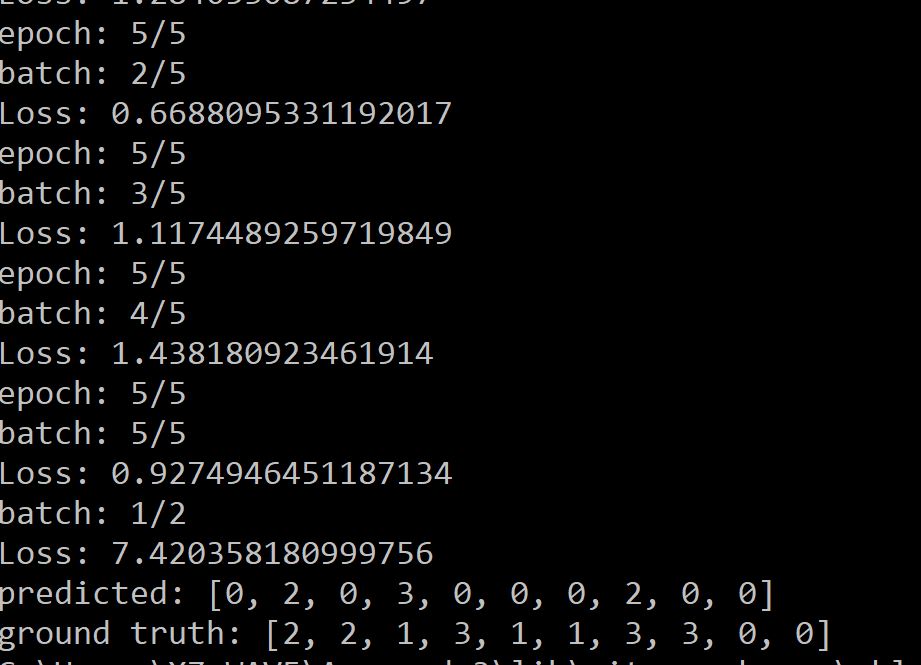 epoch: 5/5
batch: 2/5
Loss: 0.6688095331192017
epoch: 5/5
batch: 3/5
Loss: 1.1174489259719849
epoch: 5/5
batch: 4/5
Loss: 1.438180923461914
epoch: 5/5
batch: 5/5
Loss: 0.9274946451187134
batch: 1/2
Loss: 7.420358180999756
predicted: [0, 2, 0, 3, 0, 0, 0, 2, 0, 0]
ground truth: [2, 2, 1, 3, 1, 1, 3, 3, 0, 0]